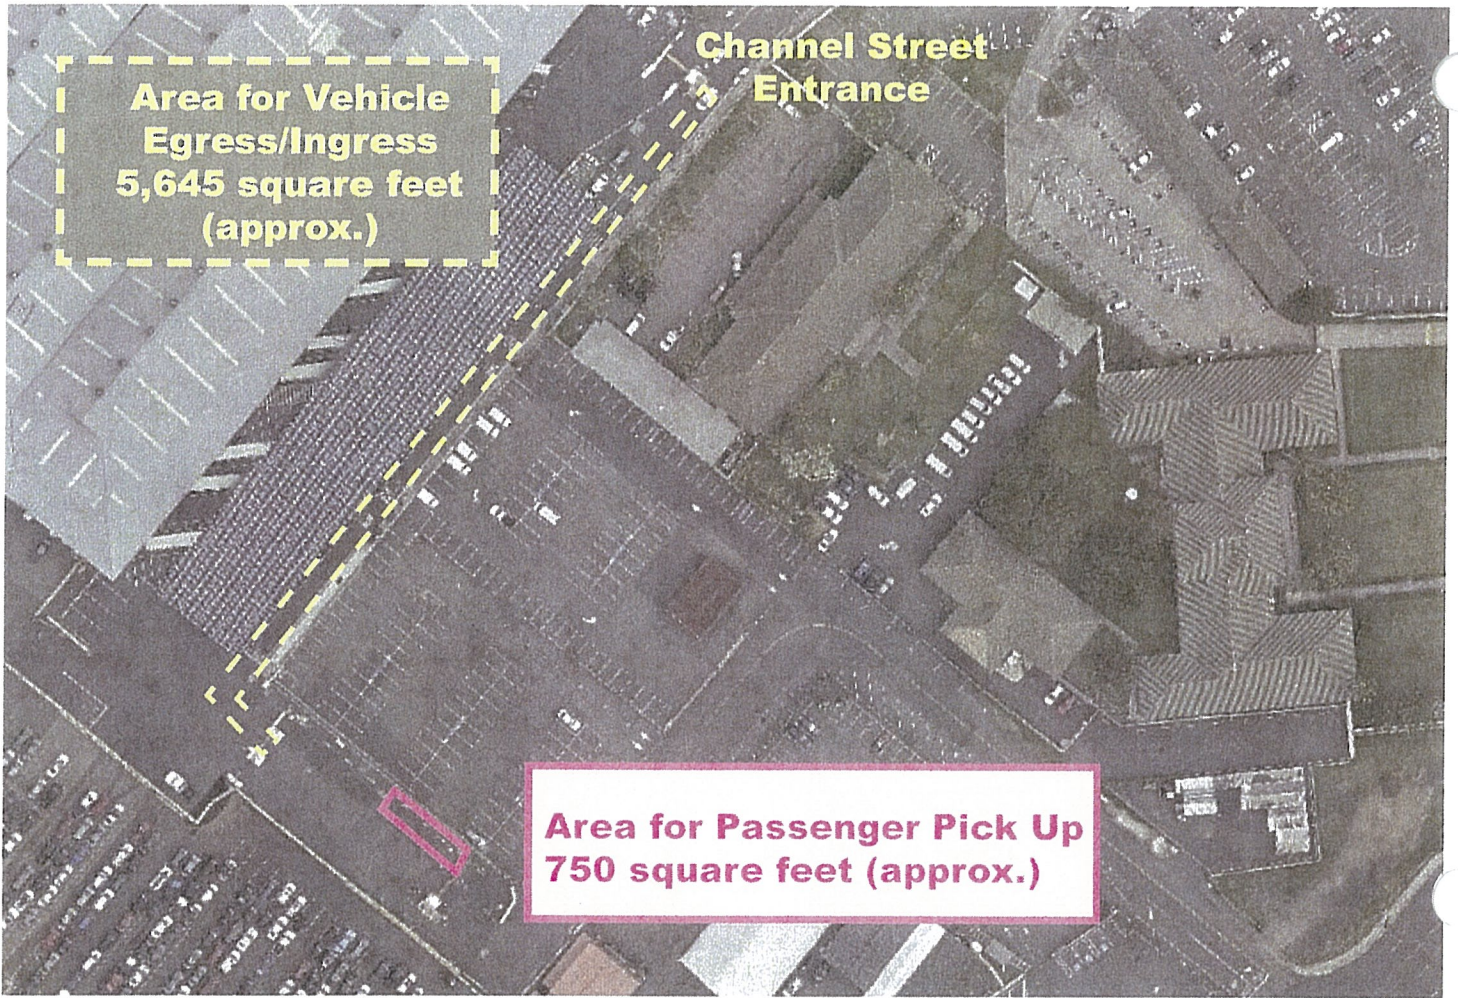 Channel Street
Entrance
Area for Vehicle
Egress/Ingress
5,645 square feet
(approx.)
Area for Passenger Pick Up
750 square feet (approx.)